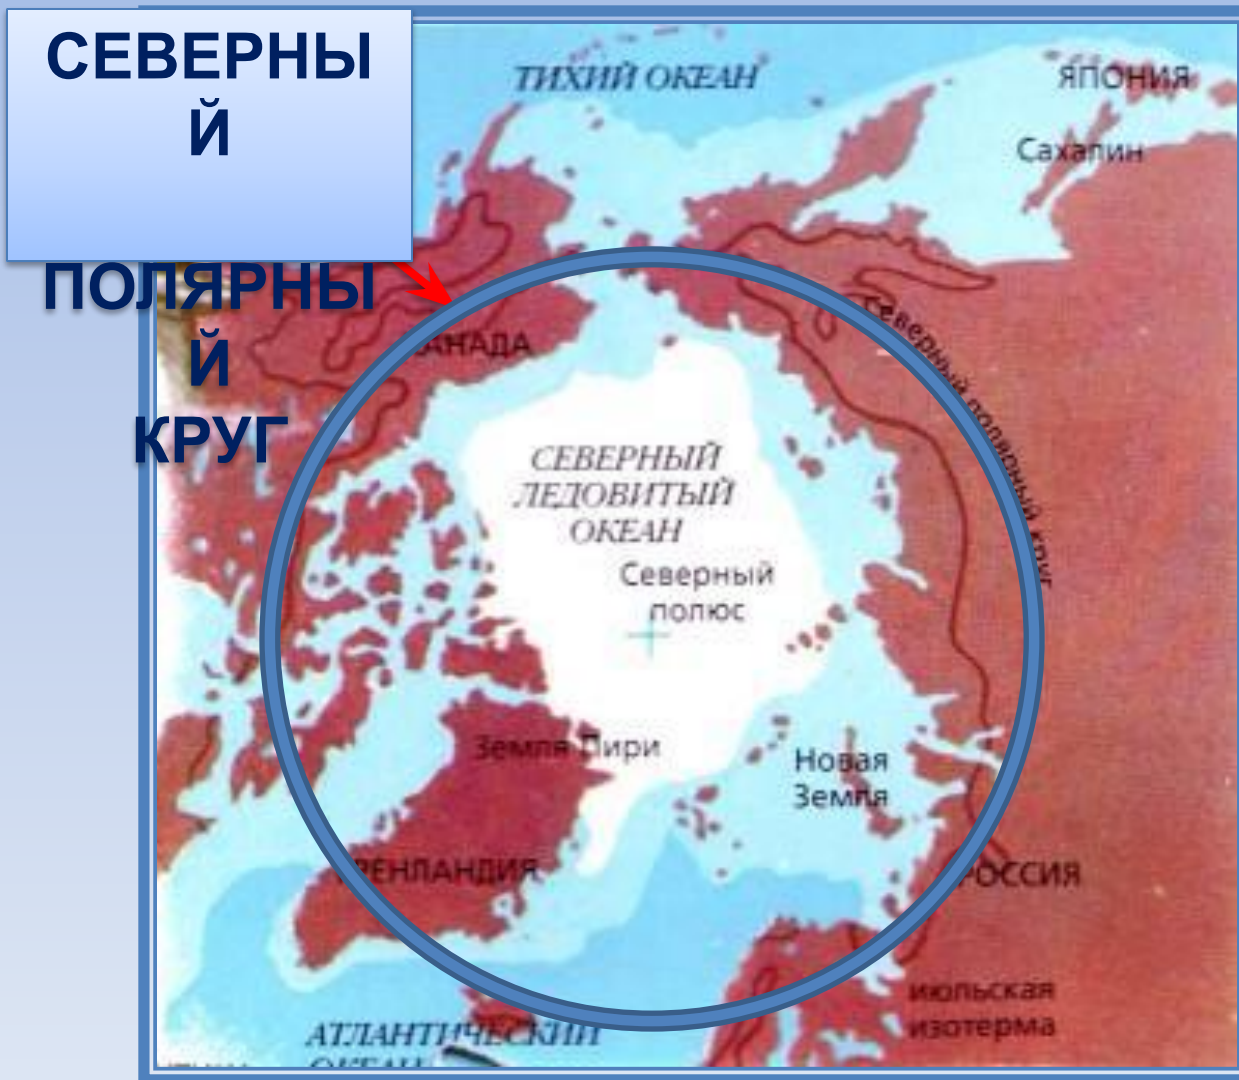 СЕВЕРНЫ
Й
ПОЛЯРНЫ
Й
КРУГ
ТИХИЙ ОКЕАН
ЯПОНИЯ
Сахалин
Северный полярный круг
СЕВЕРНЫЙ
ЛЕДОВИТЫЙ
ОКЕАН
Северный
полюс
Земля Пири
Новая
Земля
РОССИЯ
июльская
изотерма
АТЛАНТИЧЕСКИЙ
ОКЕАН
КАНАДА
ГРЕНЛАНДИЯ